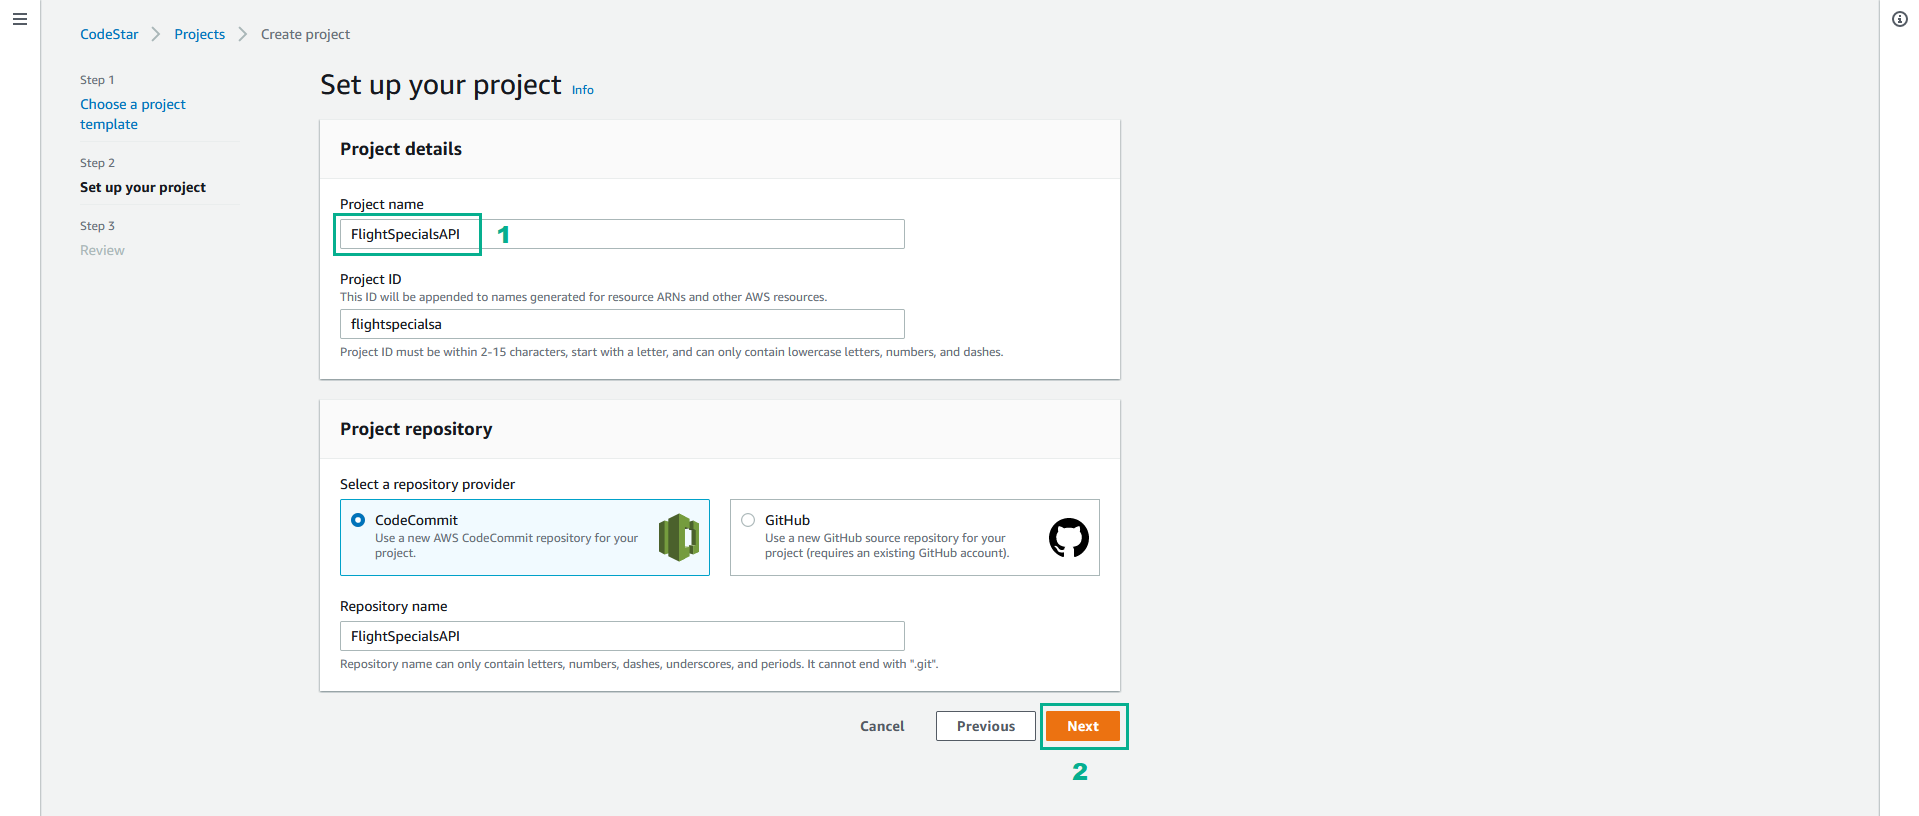 CodeStar > Projects > Create project
Step 1
Choose a project
template
Step 2
Set up your project
Step 3
Review
Set up your project Info
Project details
Project name
FlightSpecialsAPI 1
Project ID
This ID will be appended to names generated for resource ARNs and other AWS resources.
flightspecialsa
Project ID must be within 2-15 characters, start with a letter, and can only contain lowercase letters, numbers, and dashes.
Project repository
Select a repository provider
CodeCommit
Use a new AWS CodeCommit repository for your
project.
GitHub
Use a new GitHub source repository for your
project (requires an existing GitHub account).
Repository name
FlightSpecialsAPI
Repository name can only contain letters, numbers, dashes, underscores, and periods. It cannot end with ".git".
Cancel Previous Next
2